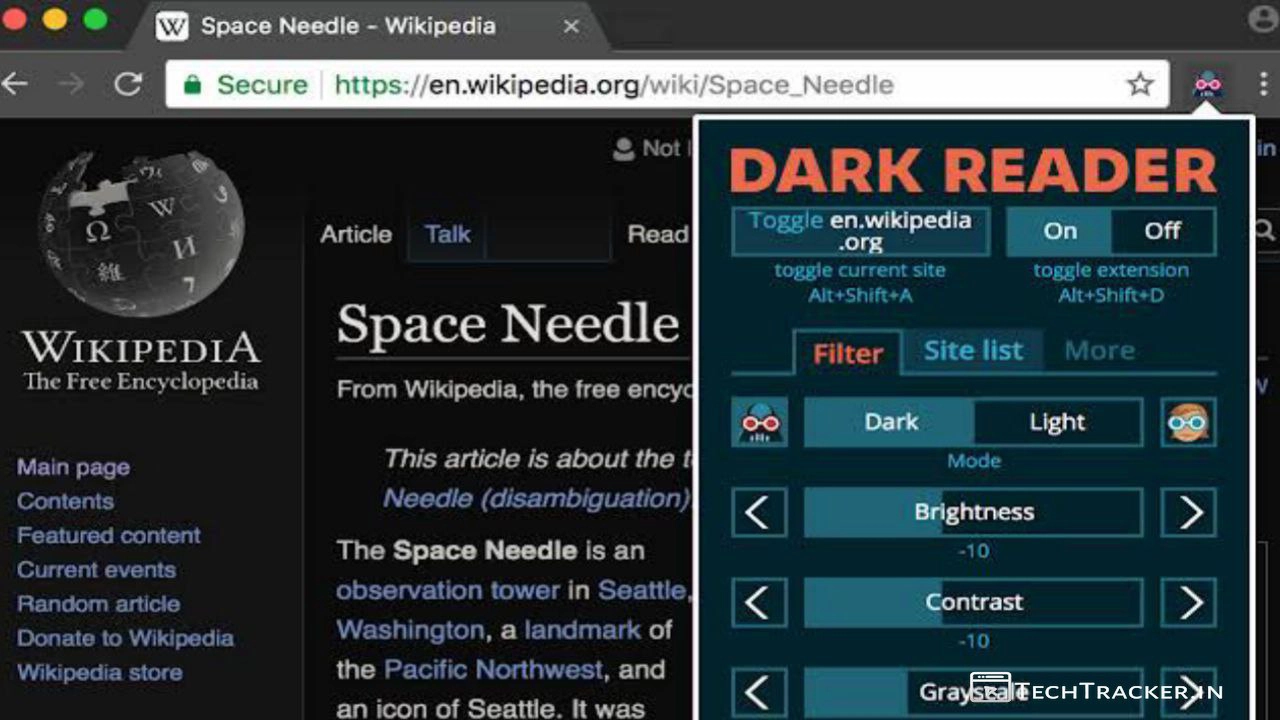 Space Needle - Wikipedia
Secure
https://en.wikipedia.org/wiki/Space_Needle
Not
in
WIKIPEDIA
The Free Encyclopedia
Article
Talk
Read
Space Needle
From Wikipedia, the free encyc
This article is about the t
Needle (disambiguation)
The Space Needle is an
observation tower in Seattle,
Washington, a landmark of
the Pacific Northwest, and
an icon of Seattle. It was
Main page
Contents
Featured content
Current events
Random article
Donate to Wikipedia
Wikipedia store
DARK READER
Toggle en.wikipedia
.org
On
Off
toggle current site
toggle extension
Alt+Shift+A
Alt+Shift+D
Filter
Site list
More
Dark
Light
Mode
Brightness
-10
Contrast
-10
Grayscale
TECHTRACKER.IN